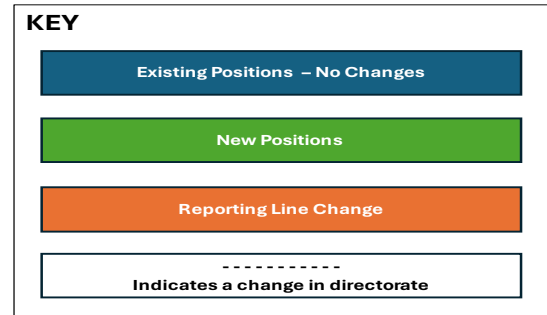 KEY
Existing Positions – No Changes
New Positions
Reporting Line Change
- - - - - - - - - - -
Indicates a change in directorate